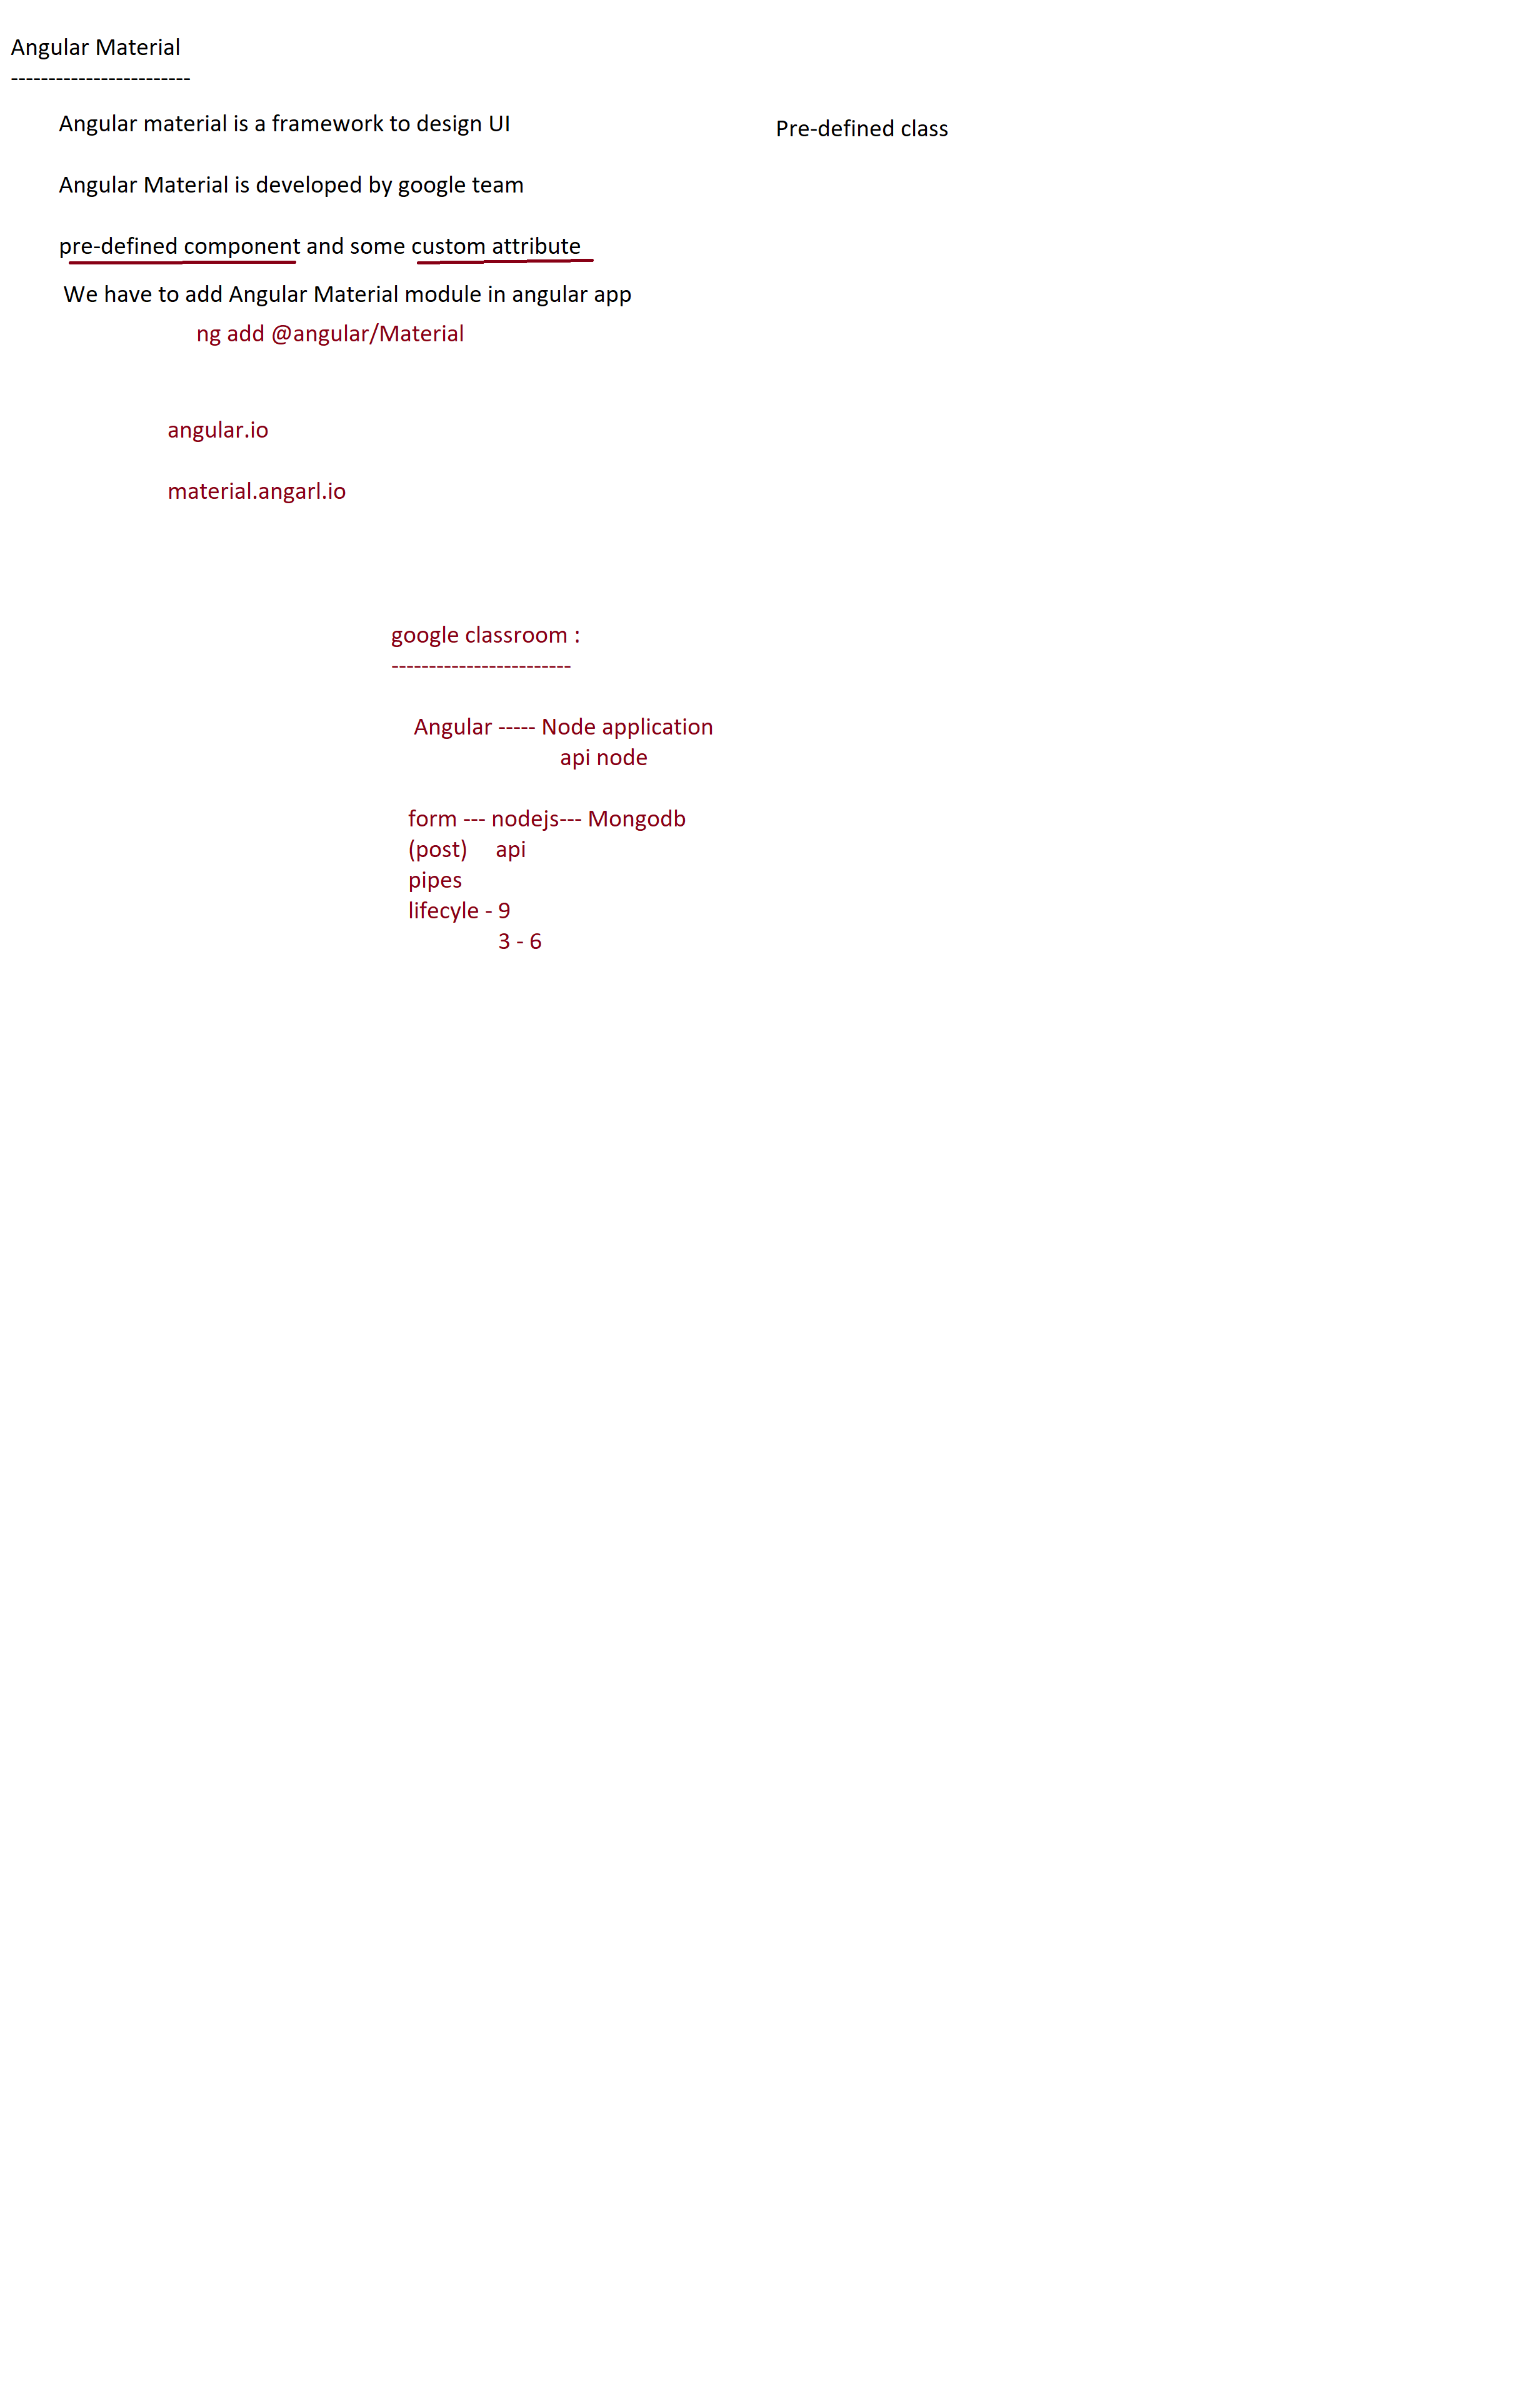 Angular Material
------------------------
Angular material is a framework to design UI
Pre-defined class
Angular Material is developed by google team
pre-defined component and some custom attribute
We have to add Angular Material module in angular app
ng add @angular/Material
angular.io
material.angarl.io
google classroom :
------------------------
Angular ----- Node application
api node
form --- nodejs--- Mongodb
(post) api
pipes
lifecyle - 9
3 - 6